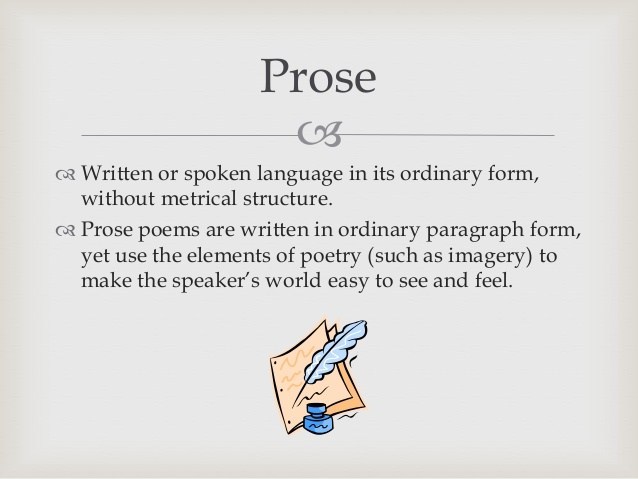 Prose
Written or spoken language in its ordinary form,
without metrical structure.
Prose poems are written in ordinary paragraph form,
yet use the elements of poetry (such as imagery) to
make the speaker’s world easy to see and feel.